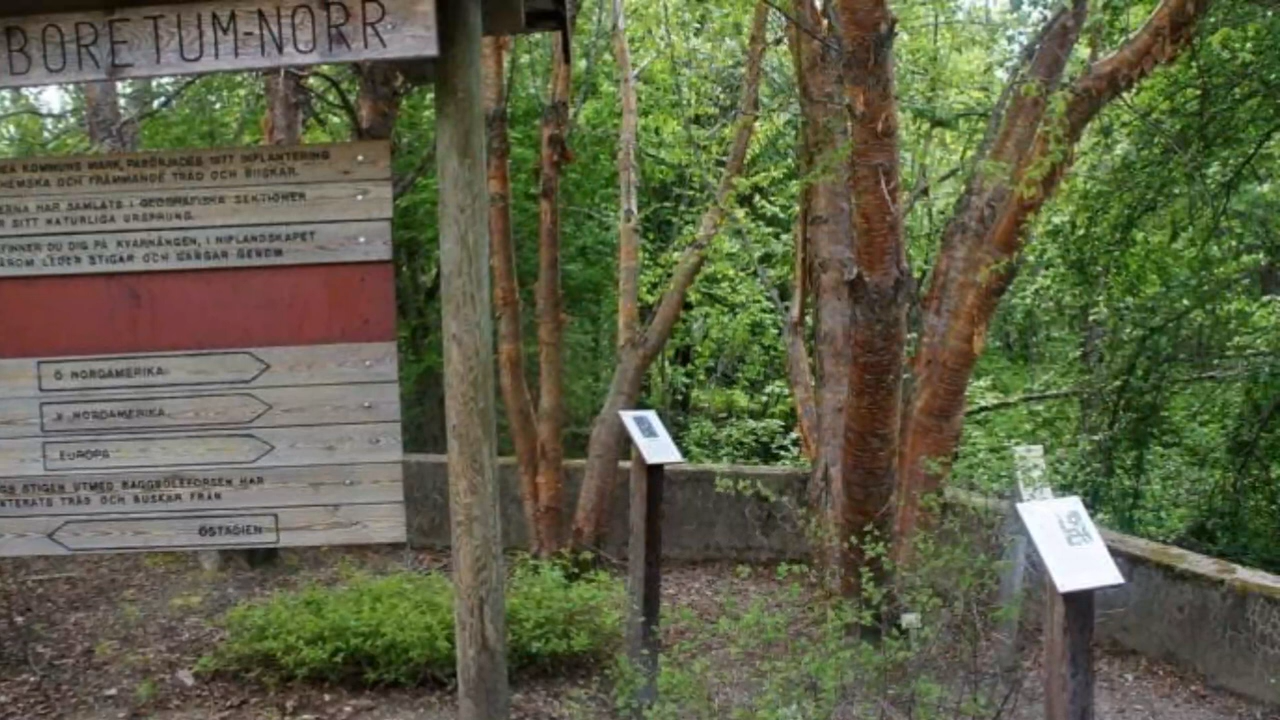 BORETUM-NORR
KOMMUNS MARK, PÅBÖRJADES 1977 INPLANTERING
HEMSKA OCH FRÄMMANDE TRÄD OCH BUSKAR.
ERNA HAR SAMLATS I GEOGRAFISKA SEKTIONER
SITT NATURLIGA URSPRUNG.
FINNER DU DIG PÅ KVARNÄNGEN, I NIPLANDSKAPET
ROM LEDER STIGAR OCH GÅNGAR GENOM
Ö NORDAMERIKA
V NORDAMERIKA
EUROPA
STIGEN UTMED BAGGBÖLEFORSEN HAR
NTERATS TRÄD OCH BUSKAR FRÅN
ÖSTASIEN